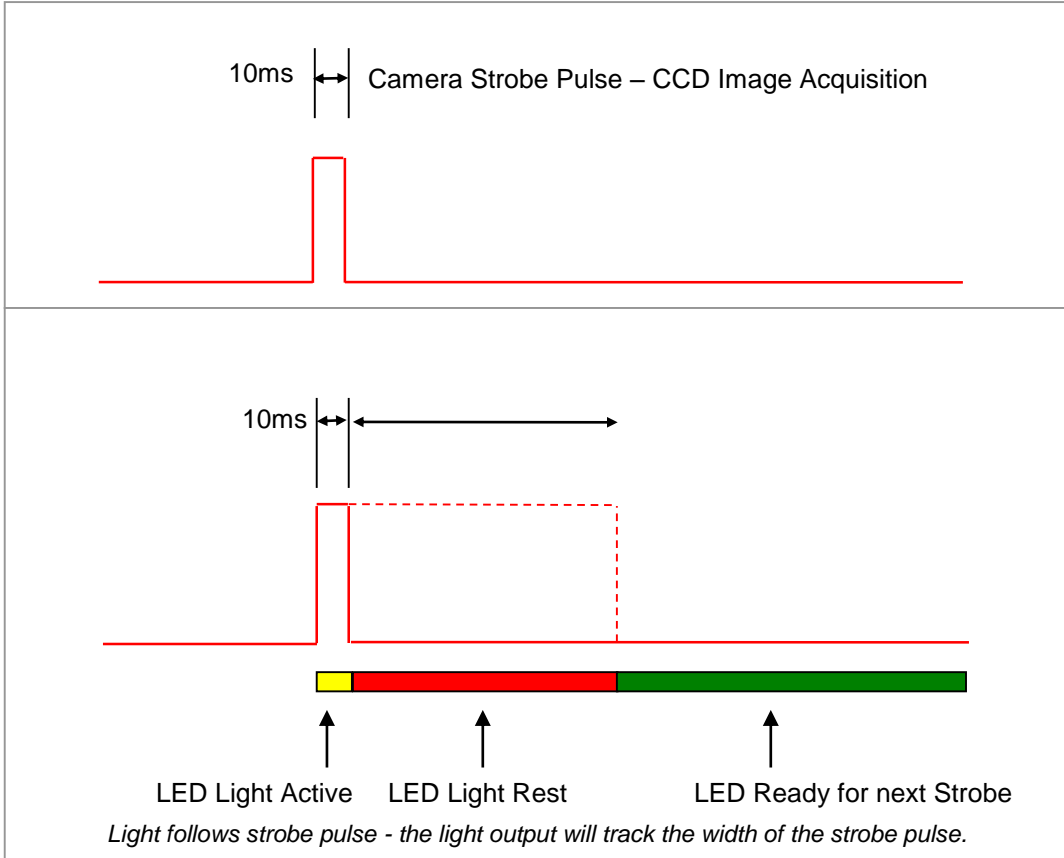 10ms
Camera Strobe Pulse – CCD Image Acquisition
10ms
LED Light Active
LED Light Rest
LED Ready for next Strobe
Light follows strobe pulse - the light output will track the width of the strobe pulse.